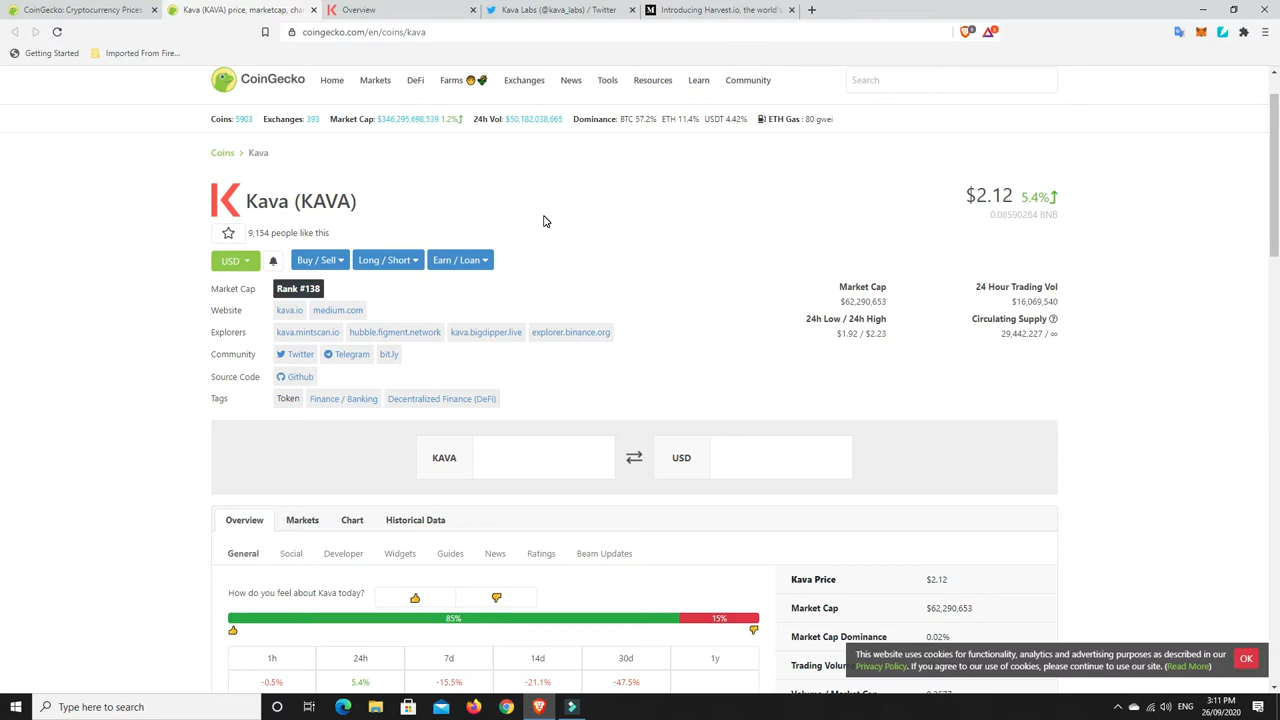 CoinGecko: Cryptocurrency Prices
Kava (KAVA) price, marketcap, cha
Overview
Kava Labs (@kava_labs) / Twitter
Introducing Harvest.io, the world's
coingecko.com/en/coins/kava
Getting Started
Imported From Fire...
CoinGecko
Home
Markets
DeFi
Farms
Exchanges
News
Tools
Resources
Learn
Community
Search
Coins: 5903 Exchanges: 393 Market Cap: $346,295,698,539 1.2% 24h Vol: $50,182,038,665 Dominance: BTC 57.2% ETH 11.4% USDT 4.42% ETH Gas : 80 gwei
Coins > Kava
Kava (KAVA)
$2.12 5.4%
0.08590284 BNB
9,154 people like this
USD
Buy / Sell
Long / Short
Earn / Loan
Market Cap Rank #138
Website kava.io medium.com
Explorers kava.mintscan.io hubble.figment.network kava.bigdipper.live explorer.binance.org
Community Twitter Telegram bit.ly
Source Code Github
Tags Token Finance / Banking Decentralized Finance (DeFi)
Market Cap
$62,290,653
24 Hour Trading Vol
$16,069,540
24h Low / 24h High
$1.92 / $2.23
Circulating Supply
29,442,227 / ∞
KAVA
USD
Overview Markets Chart Historical Data
General Social Developer Widgets Guides News Ratings Beam Updates
How do you feel about Kava today?
85% 15%
1h 24h 7d 14d 30d 1y
-0.5% 5.4% -15.5% -21.1% -47.5%
Kava Price $2.12
Market Cap $62,290,653
Market Cap Dominance 0.02%
Trading Volum
This website uses cookies for functionality, analytics and advertising purposes as described in our
Privacy Policy. If you agree to our use of cookies, please continue to use our site. (Read More)
OK
Type here to search
ENG
3:11 PM
26/09/2020